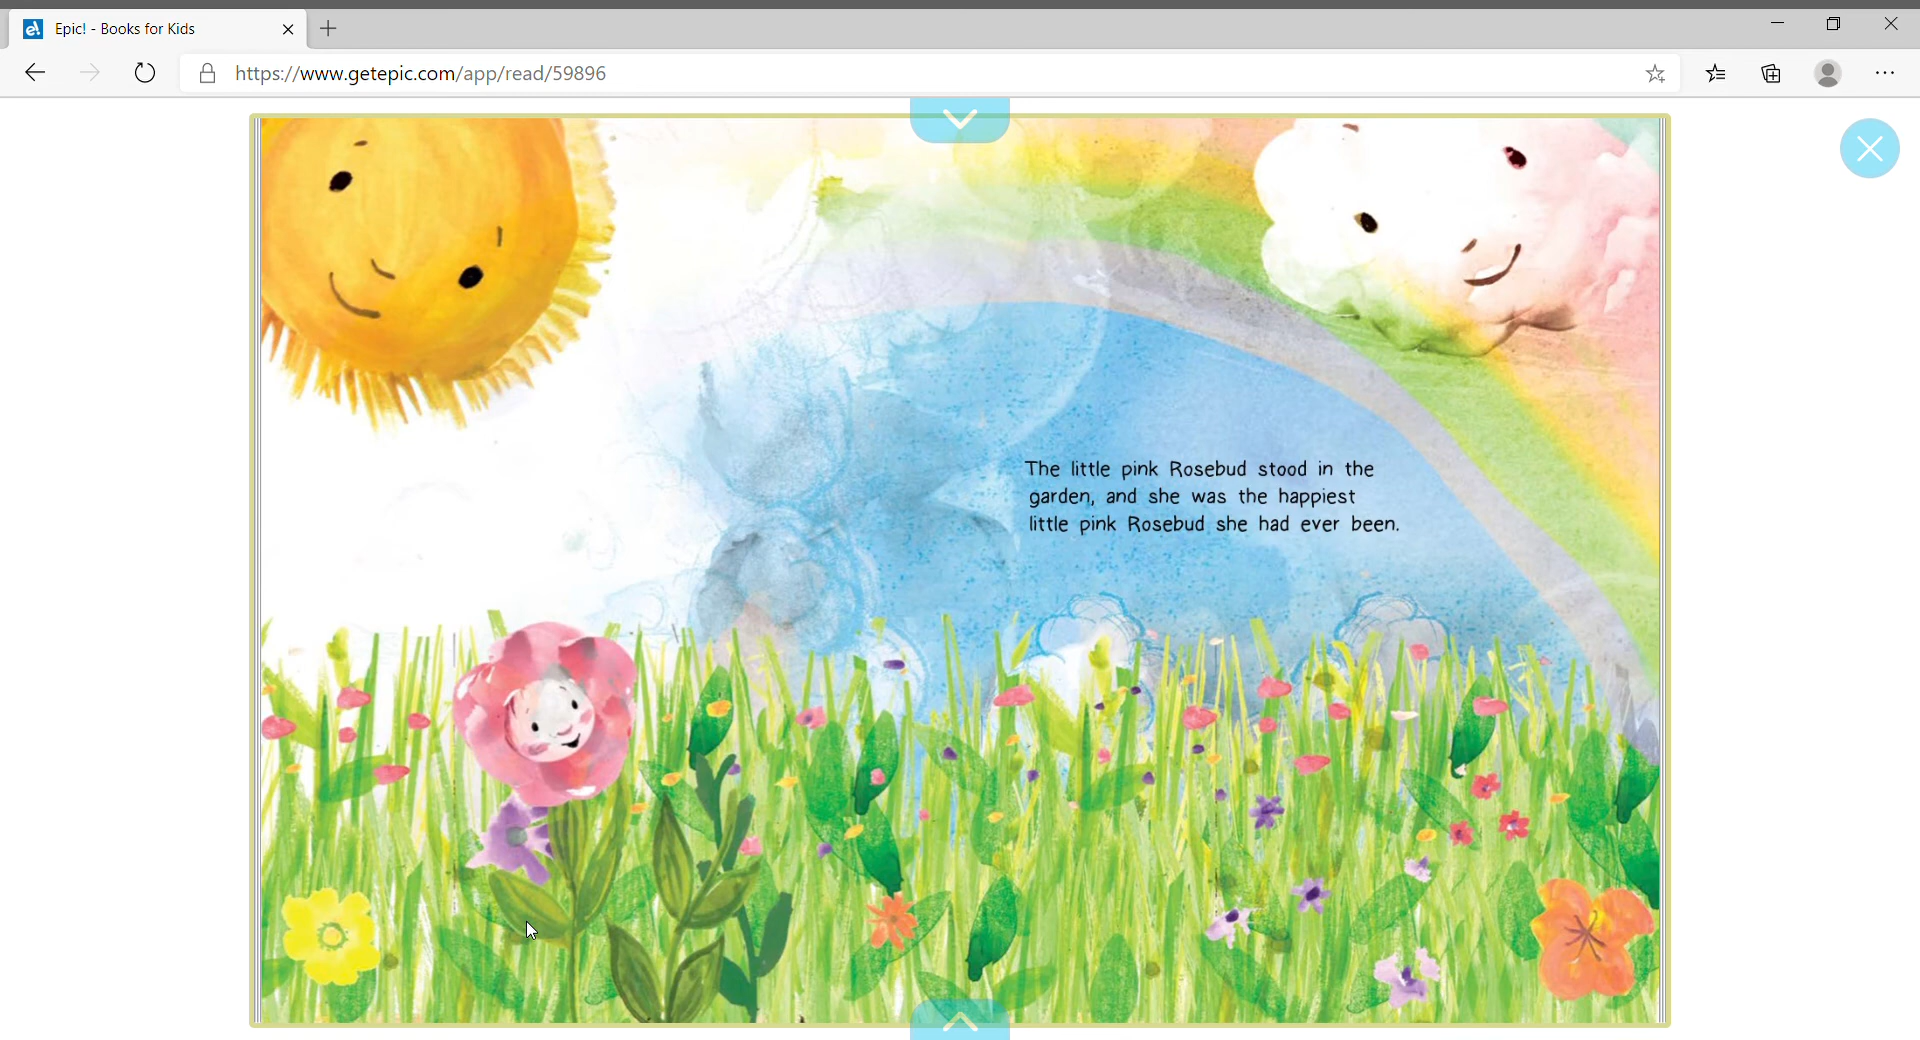 Epic! - Books for Kids
https://www.getepic.com/app/read/59896
The little pink Rosebud stood in the
garden, and she was the happiest
little pink Rosebud she had ever been.